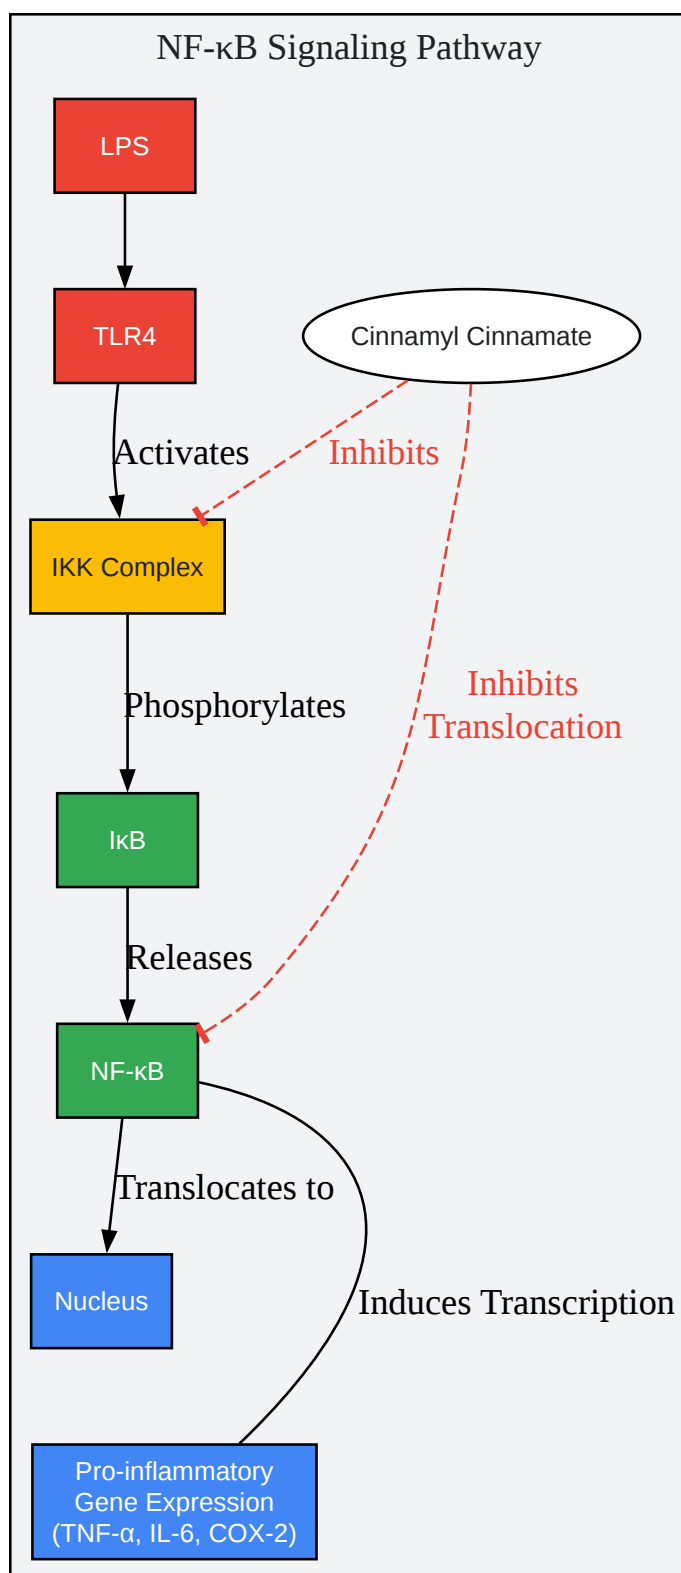 NF-κB Signaling Pathway
LPS
TLR4
Cinnamyl Cinnamate
Activates
Inhibits
IKK Complex
Phosphorylates
Inhibits
Translocation
IκB
Releases
NF-κB
Translocates to
Nucleus
Induces Transcription
Pro-inflammatory
Gene Expression
(TNF-α, IL-6, COX-2)